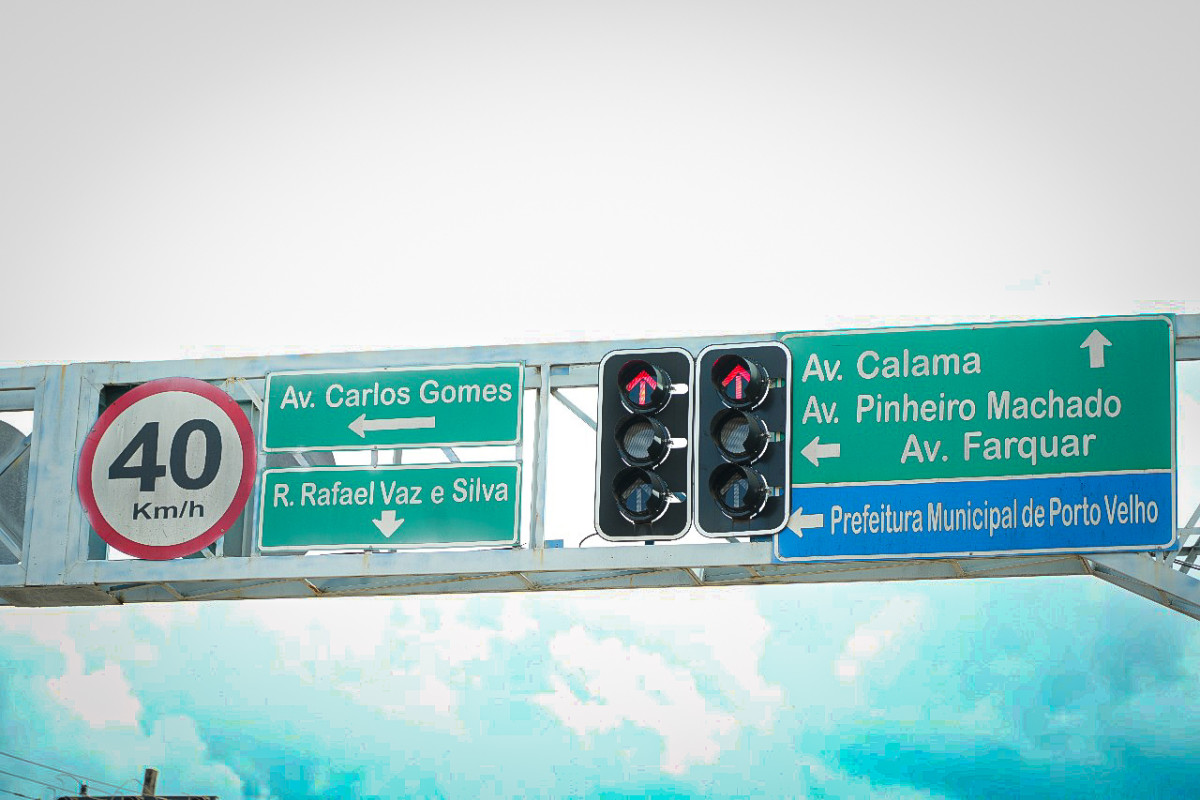 40
Km/h
Av. Carlos Gomes
R. Rafael Vaz e Silva
Av. Calama
Av. Pinheiro Machado
Av. Farquar
Prefeitura Municipal de Porto Velho